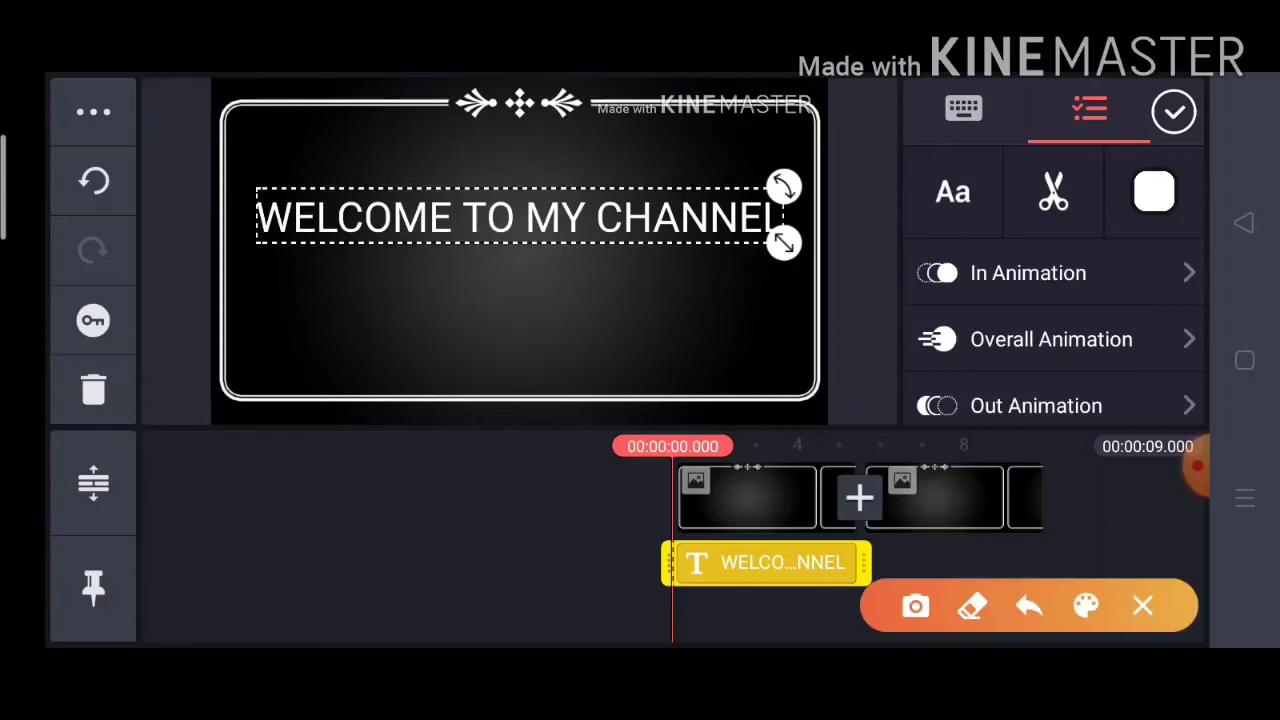 Made with KINEMASTER
Made with KINEMASTER
WELCOME TO MY CHANNEL
Aa
In Animation
Overall Animation
Out Animation
00:00:00.000
4
8
00:00:09.000
T WELCO...NNEL